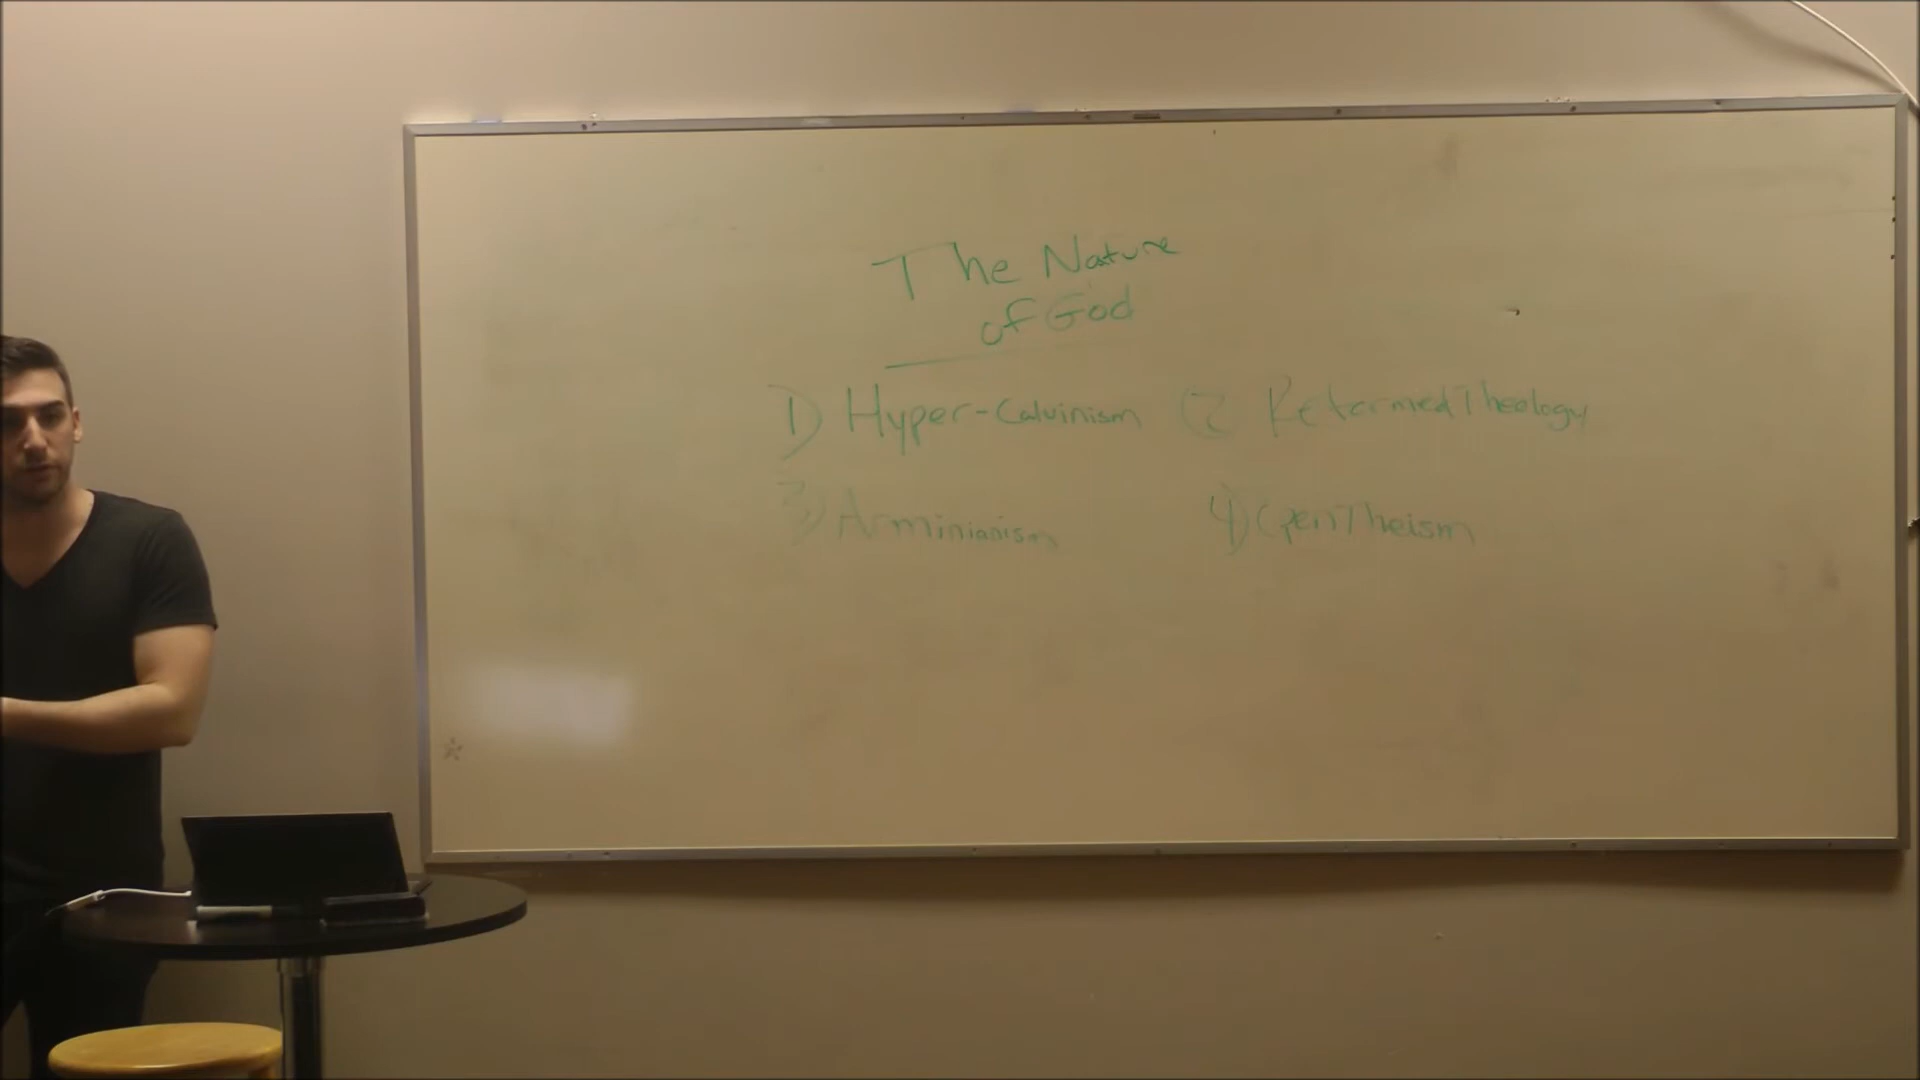 The Nature
of God
1) Hyper-Calvinism 2) Reformed Theology
3) Arminianism 4) Open Theism